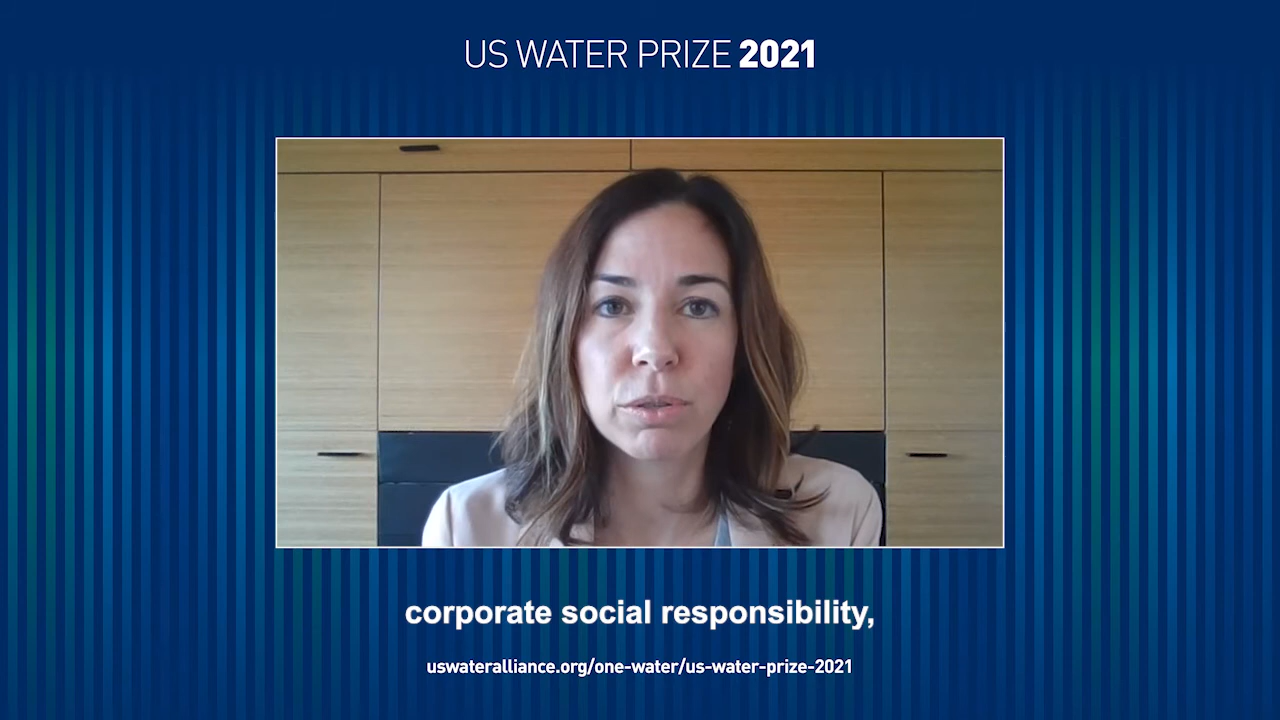 US WATER PRIZE 2021
corporate social responsibility,
uswateralliance.org/one-water/us-water-prize-2021